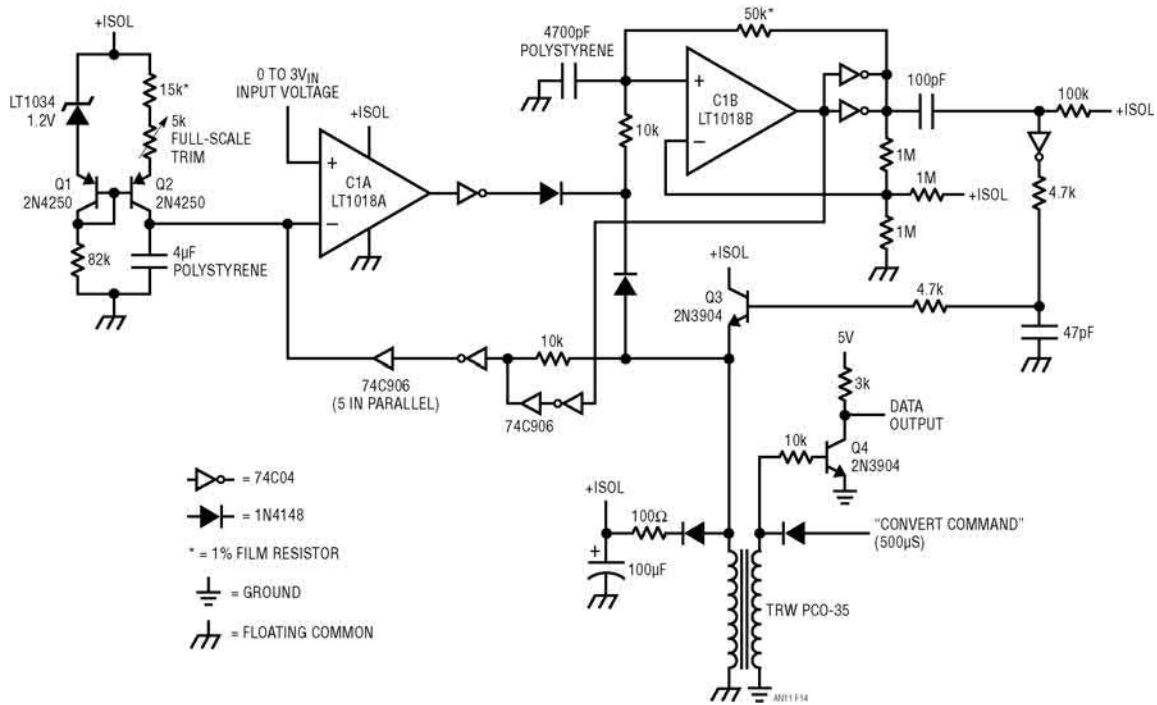 +ISOL
LT1034
1.2V
15k*
5k
FULL-SCALE
TRIM
Q1
2N4250
Q2
2N4250
82k
4µF
POLYSTYRENE
0 TO 3VIN
INPUT VOLTAGE
+ISOL
+
C1A
LT1018A
−
4700pF
POLYSTYRENE
50k*
10k
+
C1B
LT1018B
−
100pF
100k
+ISOL
1M
1M
+ISOL
1M
4.7k
+ISOL
Q3
2N3904
4.7k
47pF
10k
74C906
(5 IN PARALLEL)
74C906
5V
3k
DATA
OUTPUT
10k
Q4
2N3904
+ISOL
100Ω
+
100µF
"CONVERT COMMAND"
(500µS)
TRW PCO-35
= 74C04
= 1N4148
* = 1% FILM RESISTOR
= GROUND
= FLOATING COMMON
AN11 F14